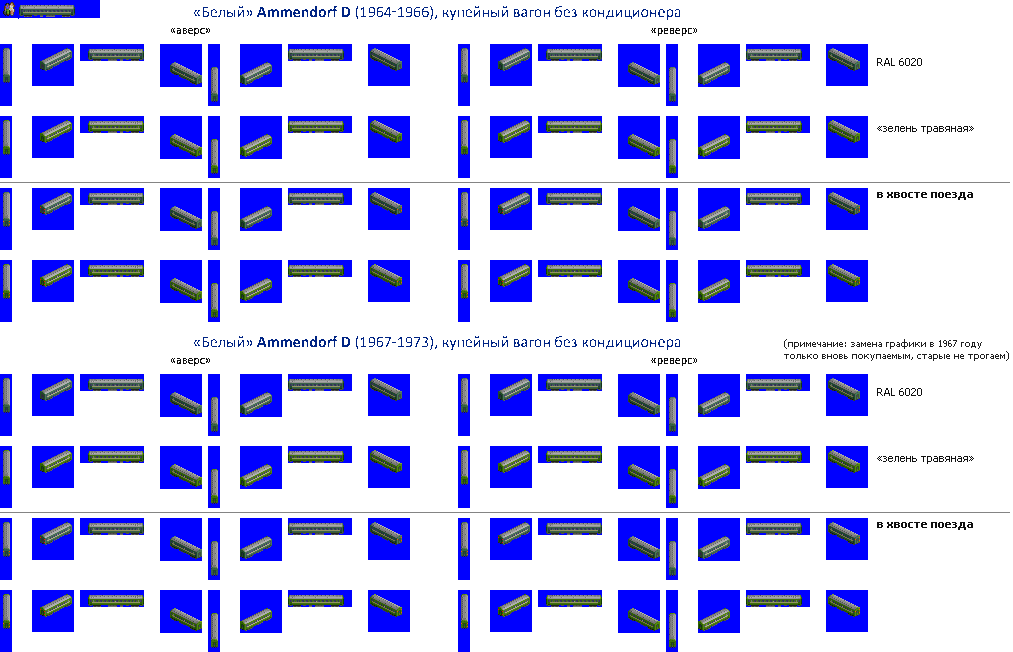 «Белый» Ammendorf D (1964-1966), купейный вагон без кондиционера
«аверс» «реверс»
RAL 6020
«зелень травяная»
в хвосте поезда
«Белый» Ammendorf D (1967-1973), купейный вагон без кондиционера
(примечание: замена графики в 1967 году
только вновь покупаемым, старые не трогаем)
«аверс» «реверс»
RAL 6020
«зелень травяная»
в хвосте поезда